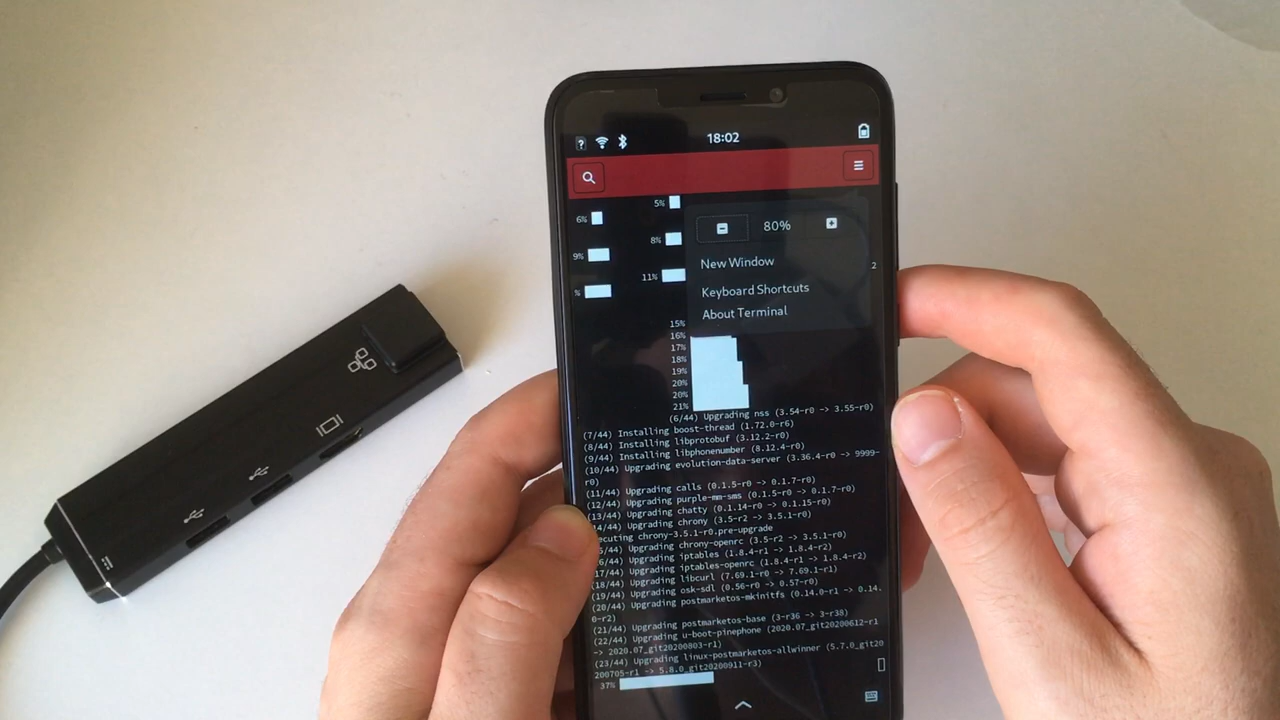 18:02
80%
New Window
Keyboard Shortcuts
About Terminal
5%
6%
8%
9%
11%
%
2
15%
16%
17%
18%
19%
20%
20%
21%
(6/44) Upgrading nss (3.54-r0 -> 3.55-r0)
(7/44) Installing boost-thread (1.72.0-r6)
(8/44) Installing libprotobuf (3.12.2-r0)
(9/44) Installing libphonenumber (8.12.4-r0)
(10/44) Upgrading evolution-data-server (3.36.4-r0 -> 9999-
r0)
(11/44) Upgrading calls (0.1.5-r0 -> 0.1.7-r0)
(12/44) Upgrading purple-mm-sms (0.1.5-r0 -> 0.1.7-r0)
(13/44) Upgrading chatty (0.1.14-r0 -> 0.1.15-r0)
14/44) Upgrading chrony (3.5-r2 -> 3.5.1-r0)
ecuting chrony-3.5.1-r0.pre-upgrade
5/44) Upgrading chrony-openrc (3.5-r2 -> 3.5.1-r0)
6/44) Upgrading iptables (1.8.4-r1 -> 1.8.4-r2)
17/44) Upgrading iptables-openrc (1.8.4-r1 -> 1.8.4-r2)
(18/44) Upgrading libcurl (7.69.1-r0 -> 7.69.1-r1)
(19/44) Upgrading osk-sdl (0.56-r0 -> 0.57-r0)
(20/44) Upgrading postmarketos-mkinitfs (0.14.0-r1 -> 0.14.
0-r2)
(21/44) Upgrading postmarketos-base (3-r36 -> 3-r38)
(22/44) Upgrading u-boot-pinephone (2020.07_git20200612-r1
-> 2020.07_git20200803-r1)
(23/44) Upgrading linux-postmarketos-allwinner (5.7.0_git20
200705-r1 -> 5.8.0_git20200911-r3)
37%